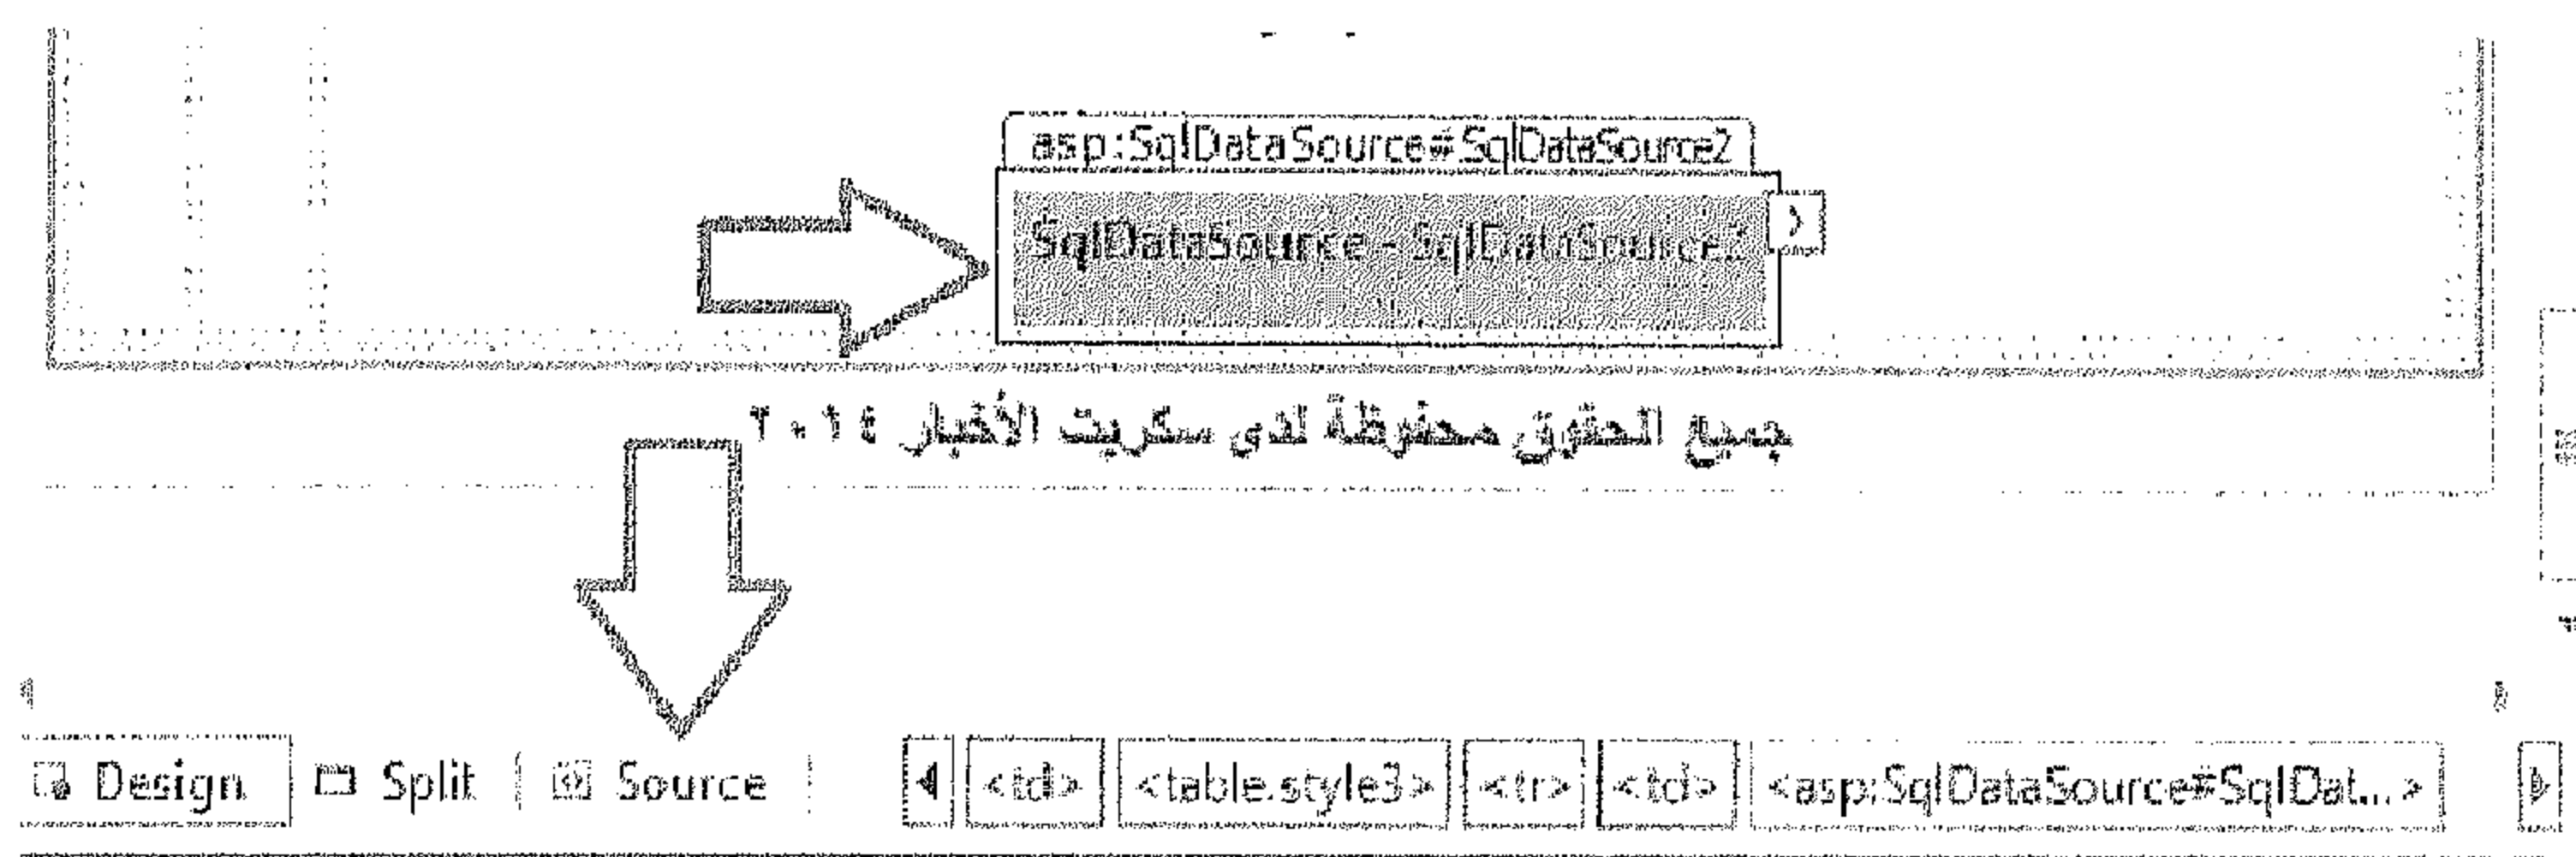 asp:SqlDataSource#SqlDataSource2
SqlDataSource - SqlDataSource2
جميع الحقوق محفوظة لدى سكريت الأخبار ٢٠١٤
Design Split Source <td> <table.style3> <tr> <td> <asp:SqlDataSource#SqlDat...>